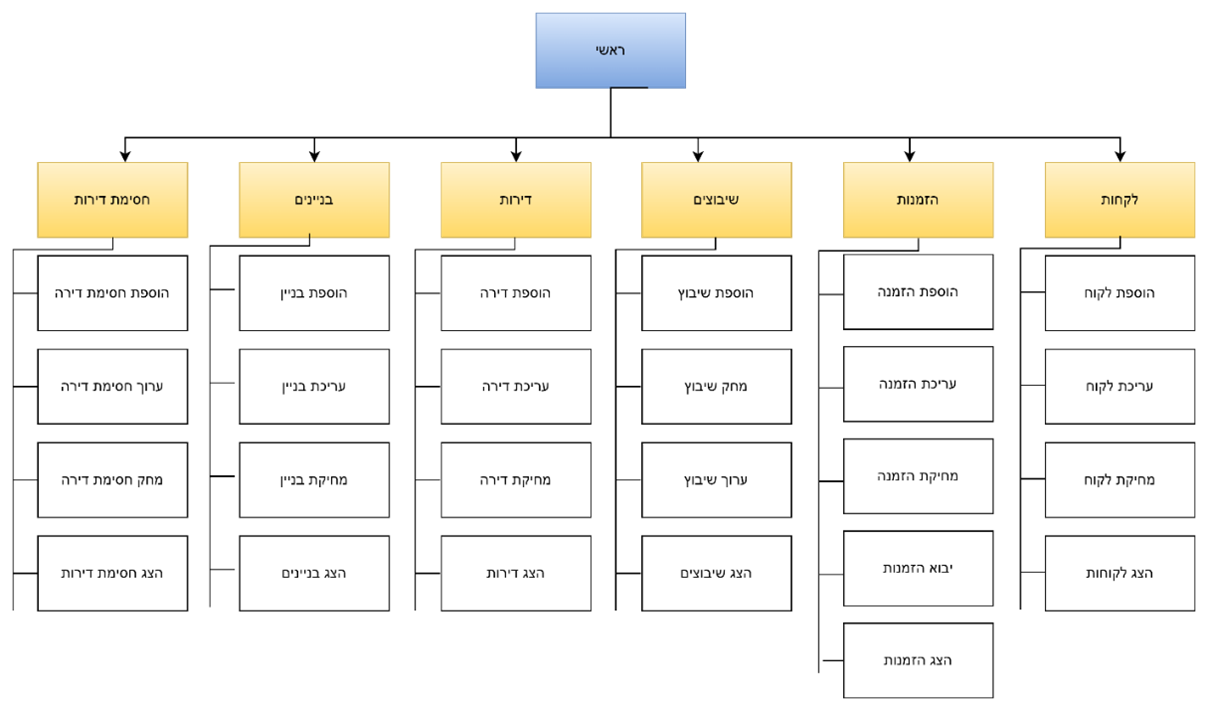 ראשי
לקחות
הזמנות
שיבוצים
דירות
בניינים
חסימת דירות
הוספת לקוח
עריכת לקוח
מחיקת לקוח
הצג לקוחות
הוספת הזמנה
עריכת הזמנה
מחיקת הזמנה
יבוא הזמנות
הצג הזמנות
הוספת שיבוץ
מחק שיבוץ
ערוך שיבוץ
הצג שיבוצים
הוספת דירה
עריכת דירה
מחיקת דירה
הצג דירות
הוספת בניין
עריכת בניין
מחיקת בניין
הצג בניינים
הוספת חסימת דירה
ערוך חסימת דירה
מחק חסימת דירה
הצג חסימת דירות